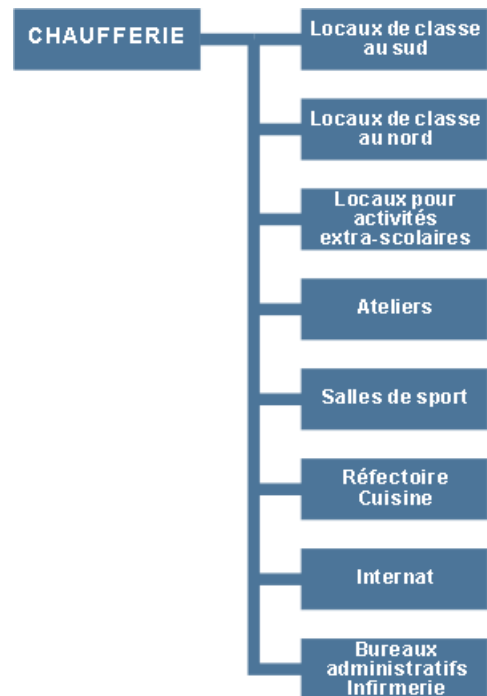 CHAUFFERIE
Locaux de classe
au sud
Locaux de classe
au nord
Locaux pour
activités
extra-scolaires
Ateliers
Salles de sport
Réfectoire
Cuisine
Internat
Bureaux
administratifs
Infirmerie